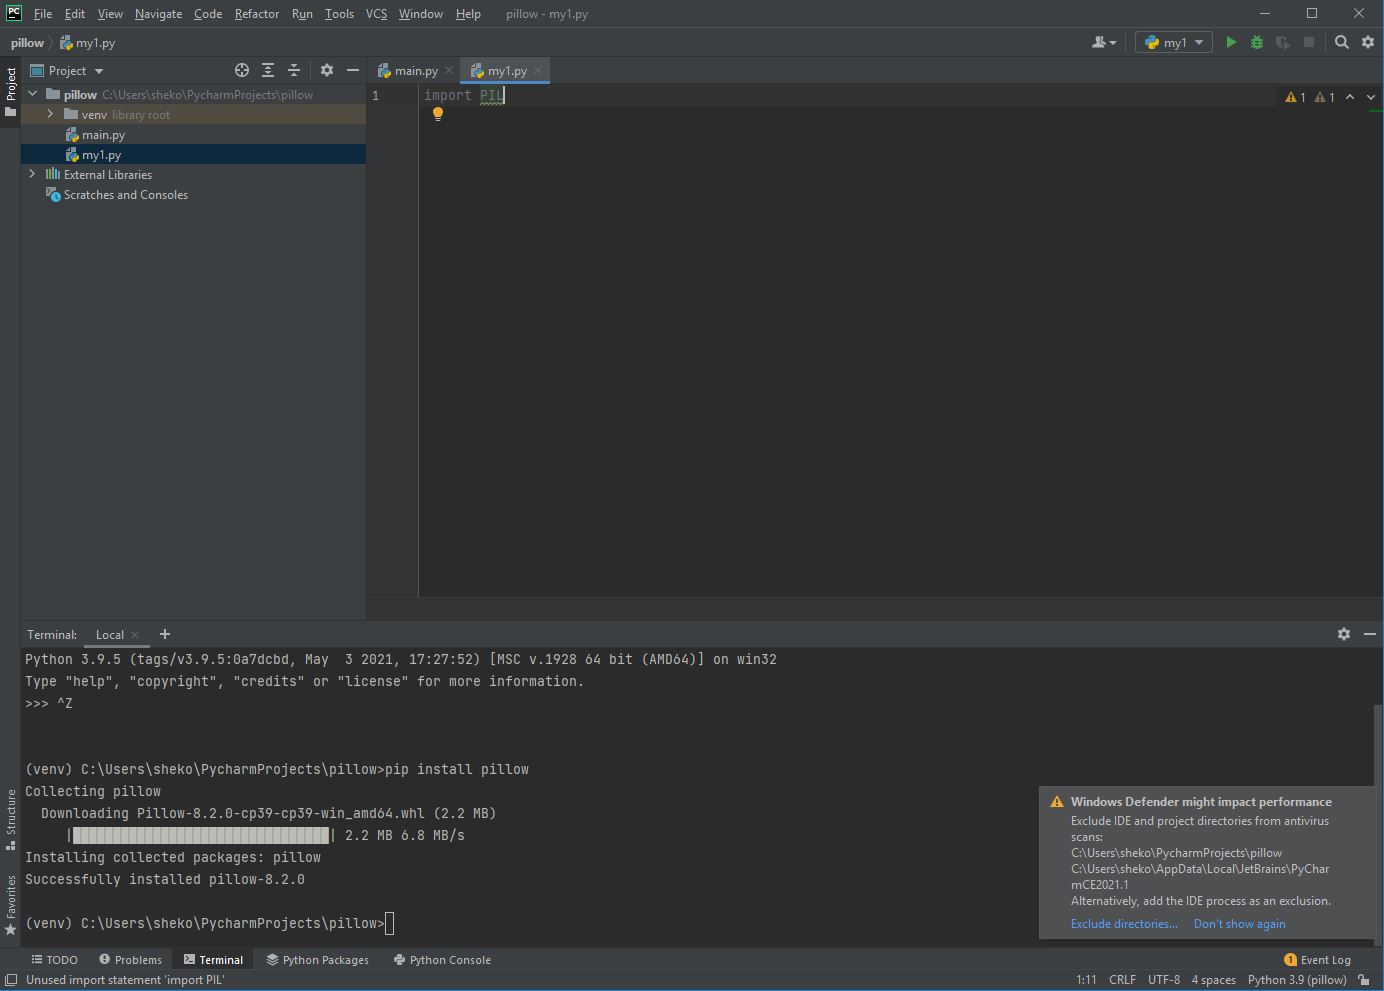 PC File Edit View Navigate Code Refactor Run Tools VCS Window Help pillow - my1.py
pillow my1.py my1
Project Project main.py my1.py
pillow C:\Users\sheko\PycharmProjects\pillow
venv library root
main.py
my1.py
External Libraries
Scratches and Consoles
1 import PIL 1 1
Terminal: Local
Python 3.9.5 (tags/v3.9.5:0a7dcbd, May  3 2021, 17:27:52) [MSC v.1928 64 bit (AMD64)] on win32
Type "help", "copyright", "credits" or "license" for more information.
>>> ^Z
(venv) C:\Users\sheko\PycharmProjects\pillow>pip install pillow
Collecting pillow
Downloading Pillow-8.2.0-cp39-cp39-win_amd64.whl (2.2 MB)
| | 2.2 MB 6.8 MB/s
Installing collected packages: pillow
Successfully installed pillow-8.2.0
(venv) C:\Users\sheko\PycharmProjects\pillow>
Structure
Favorites
Windows Defender might impact performance
Exclude IDE and project directories from antivirus
scans:
C:\Users\sheko\PycharmProjects\pillow
C:\Users\sheko\AppData\Local\JetBrains\PyChar
mCE2021.1
Alternatively, add the IDE process as an exclusion.
Exclude directories... Don't show again
TODO Problems Terminal Python Packages Python Console 1 Event Log
Unused import statement 'import PIL' 1:11 CRLF UTF-8 4 spaces Python 3.9 (pillow)